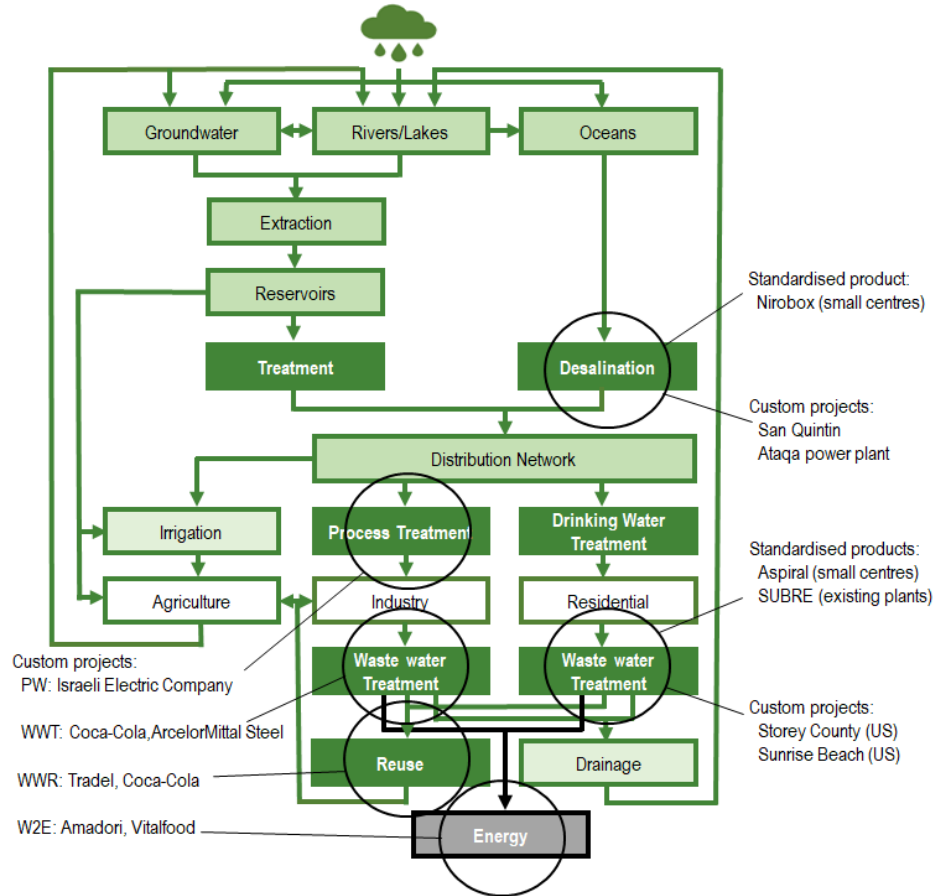 Groundwater
Rivers/Lakes
Oceans
Extraction
Reservoirs
Standardised product:
Nirobox (small centres)
Treatment
Desalination
Custom projects:
San Quintin
Ataqa power plant
Distribution Network
Irrigation
Process Treatment
Drinking Water
Treatment
Standardised products:
Aspiral (small centres)
SUBRE (existing plants)
Agriculture
Industry
Residential
Custom projects:
PW: Israeli Electric Company
Waste water
Treatment
Waste water
Treatment
Custom projects:
Storey County (US)
Sunrise Beach (US)
WWT: Coca-Cola,ArcelorMittal Steel
WWR: Tradel, Coca-Cola
Reuse
Drainage
W2E: Amadori, Vitalfood
Energy